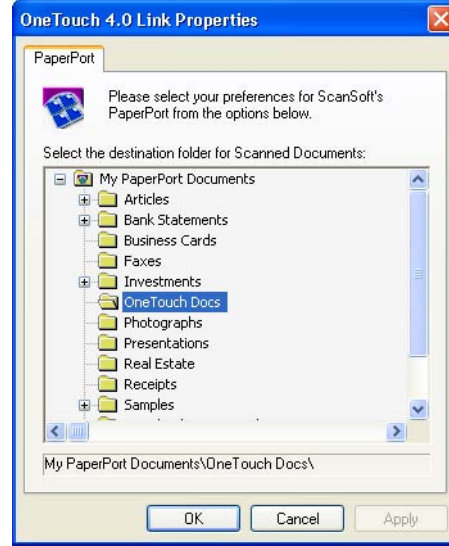 OneTouch 4.0 Link Properties
PaperPort
Please select your preferences for ScanSoft's
PaperPort from the options below.
Select the destination folder for Scanned Documents:
My PaperPort Documents
Articles
Bank Statements
Business Cards
Faxes
Investments
OneTouch Docs
Photographs
Presentations
Real Estate
Receipts
Samples
My PaperPort Documents\OneTouch Docs\
OK Cancel Apply